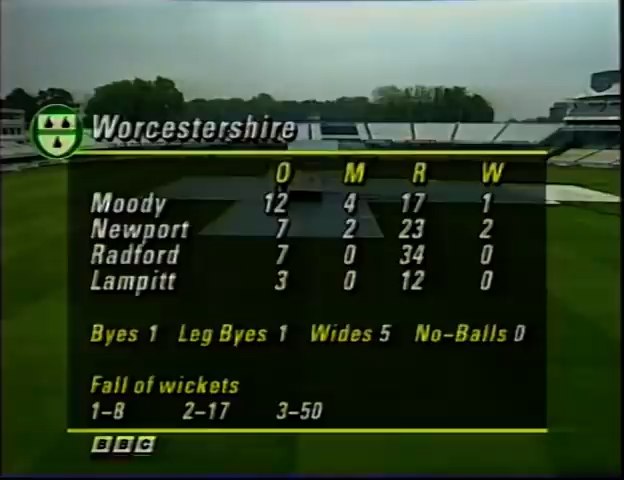 Worcestershire
O M R W
Moody 12 4 17 1
Newport 7 2 23 2
Radford 7 0 34 0
Lampitt 3 0 12 0
Byes 1 Leg Byes 1 Wides 5 No-Balls 0
Fall of wickets
1-8 2-17 3-50
BBC